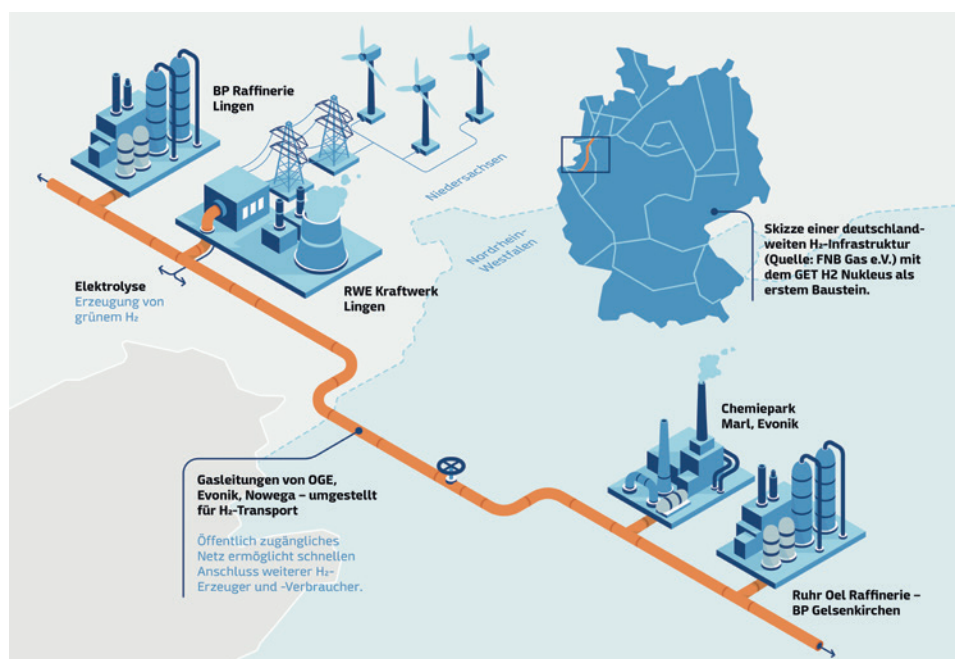 BP Raffinerie
Lingen
Niedersachsen
Nordrhein-
Westfalen
Skizze einer deutschland-
weiten H₂-Infrastruktur
(Quelle: FNB Gas e.V.) mit
dem GET H2 Nukleus als
erstem Baustein.
Elektrolyse
Erzeugung von
grünem H₂
RWE Kraftwerk
Lingen
Chemiepark
Marl, Evonik
Gasleitungen von OGE,
Evonik, Nowega – umgestellt
für H₂-Transport
Öffentlich zugängliches
Netz ermöglicht schnellen
Anschluss weiterer H₂-
Erzeuger und -Verbraucher.
Ruhr Oel Raffinerie –
BP Gelsenkirchen